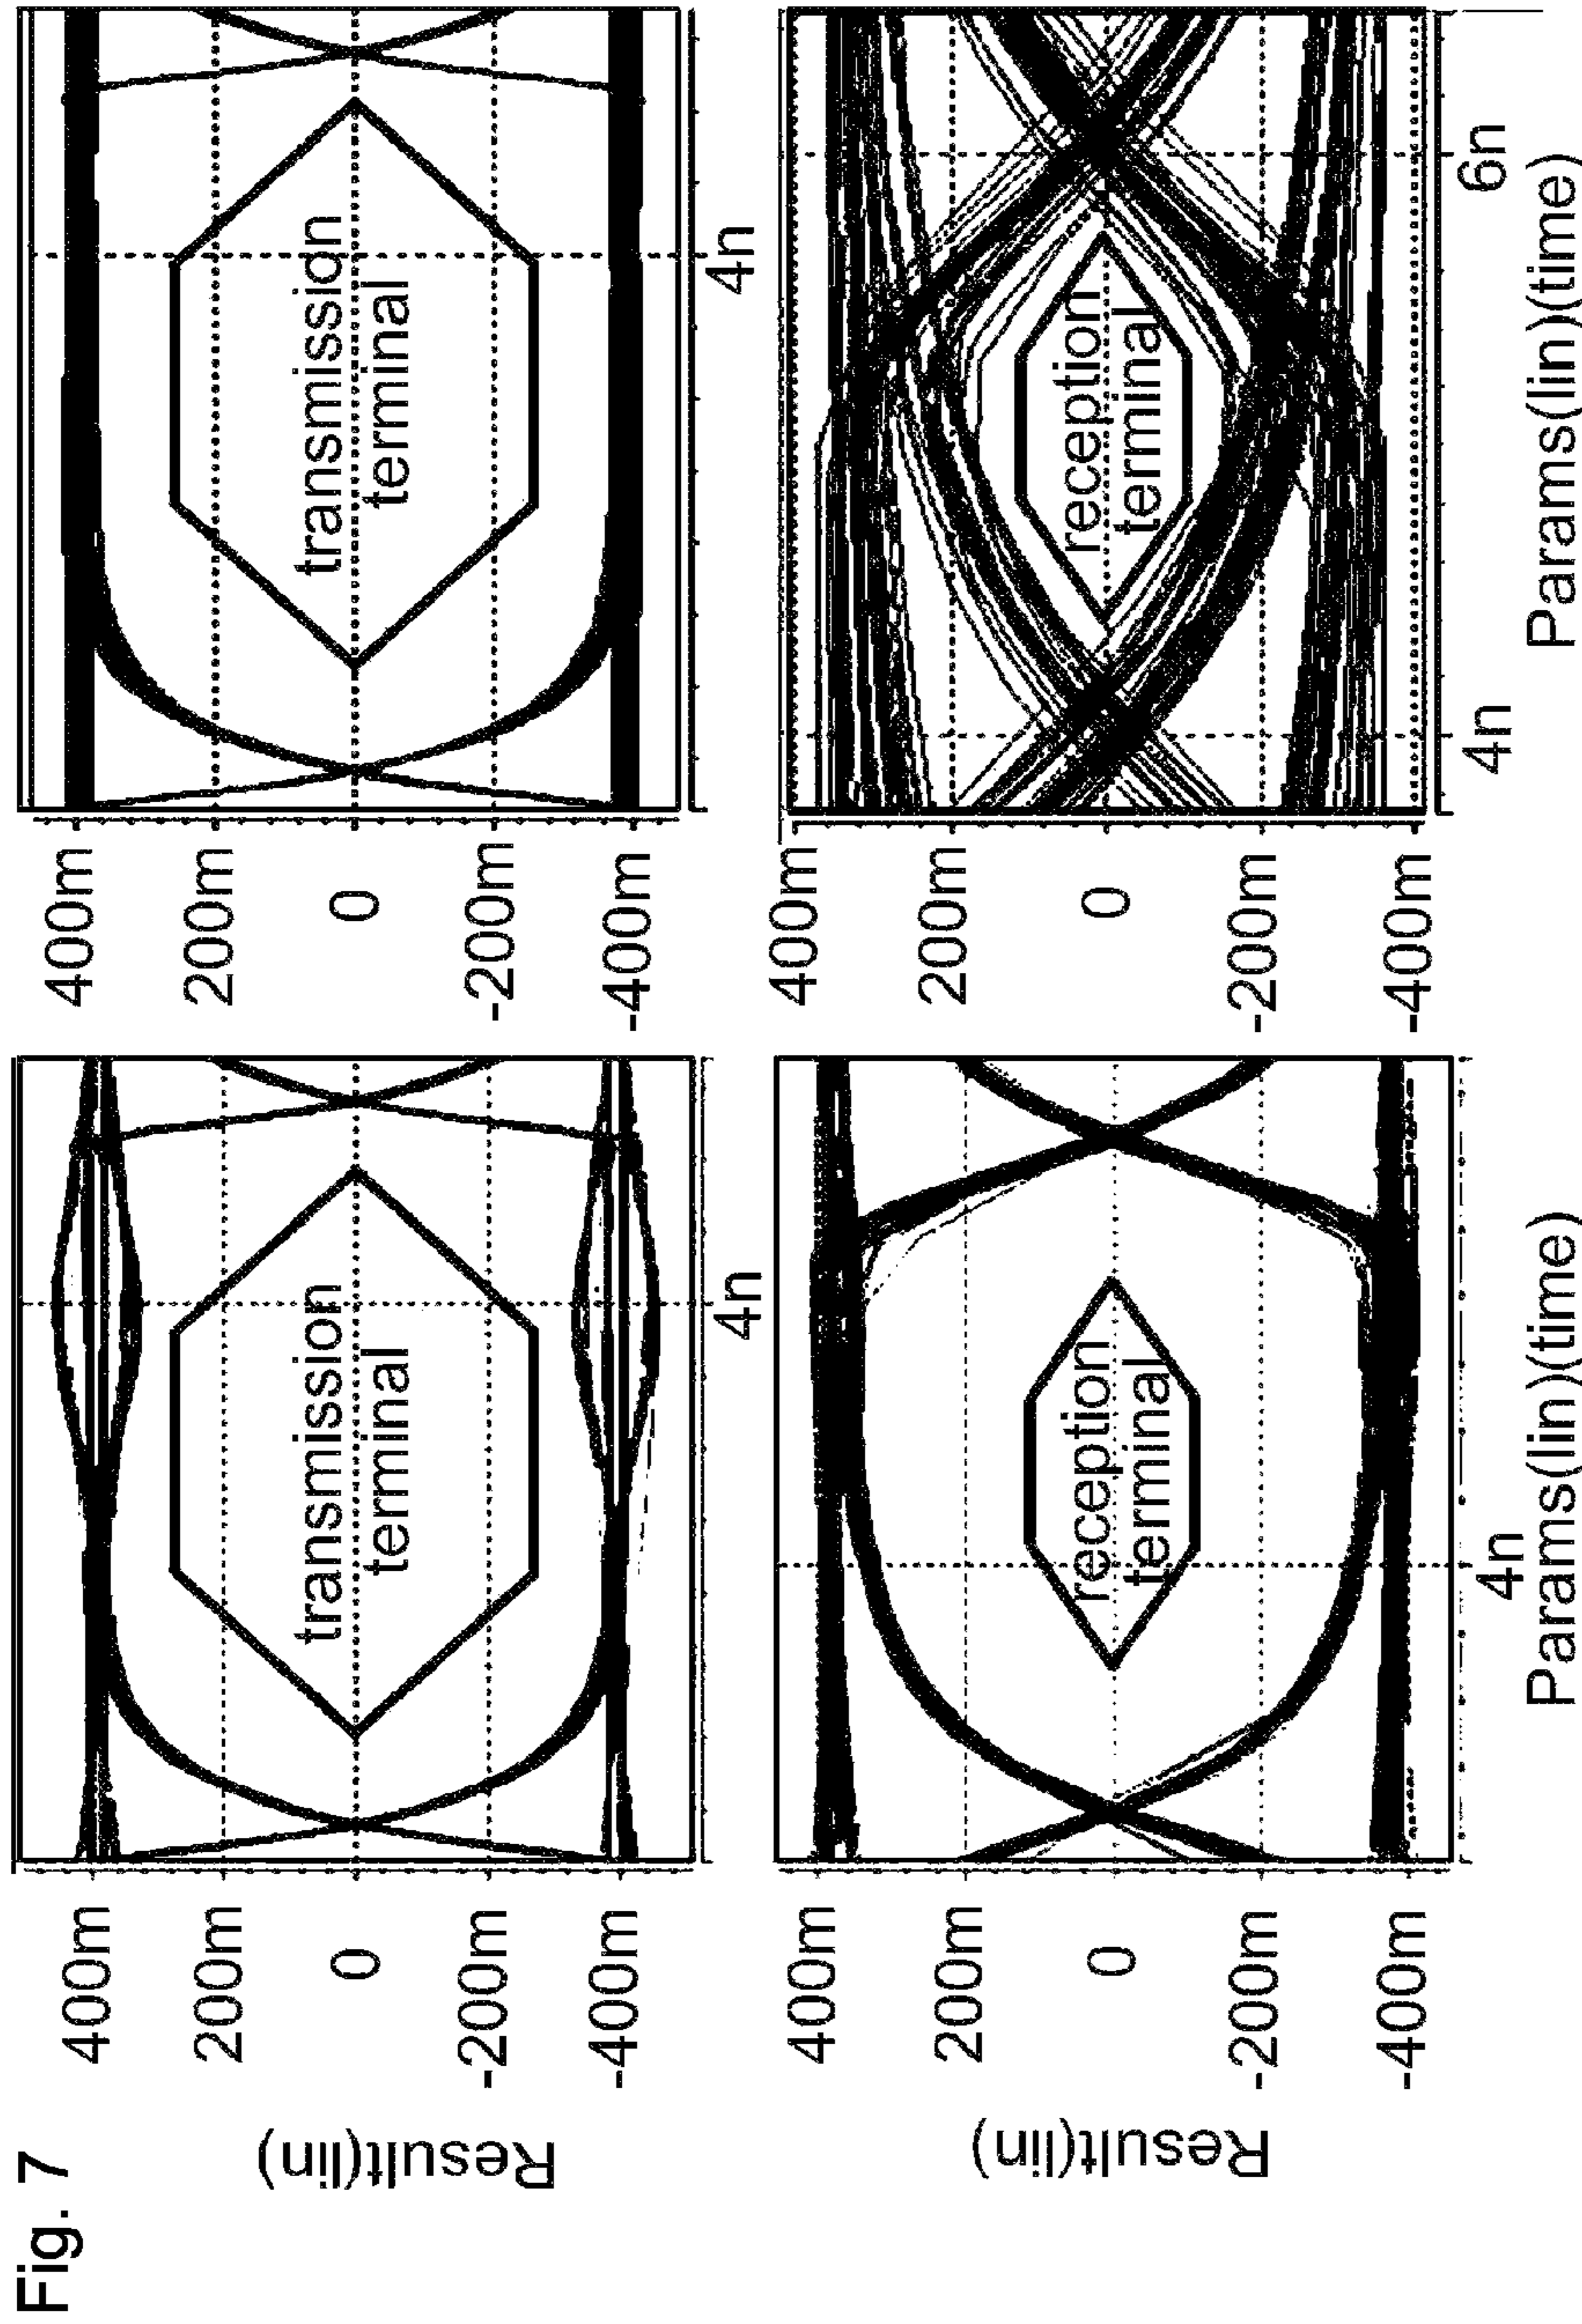 Fig. 7
Result(lin)
400m
200m
0
-200m
-400m
transmission
terminal
4n
400m
200m
0
-200m
-400m
transmission
terminal
4n
Result(lin)
400m
200m
0
-200m
-400m
reception
terminal
4n
Params(lin)(time)
400m
200m
0
-200m
-400m
reception
terminal
4n
6n
Params(lin)(time)